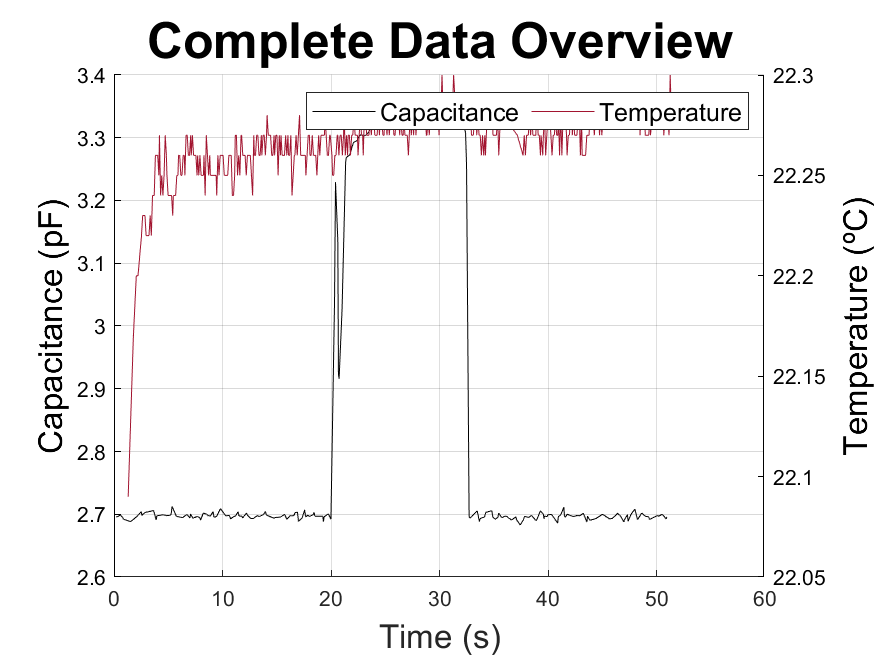 Complete Data Overview
Capacitance
Temperature
3.4
3.3
3.2
3.1
3
2.9
2.8
2.7
2.6
Capacitance (pF)
22.3
22.25
22.2
22.15
22.1
22.05
Temperature (ºC)
0 10 20 30 40 50 60
Time (s)